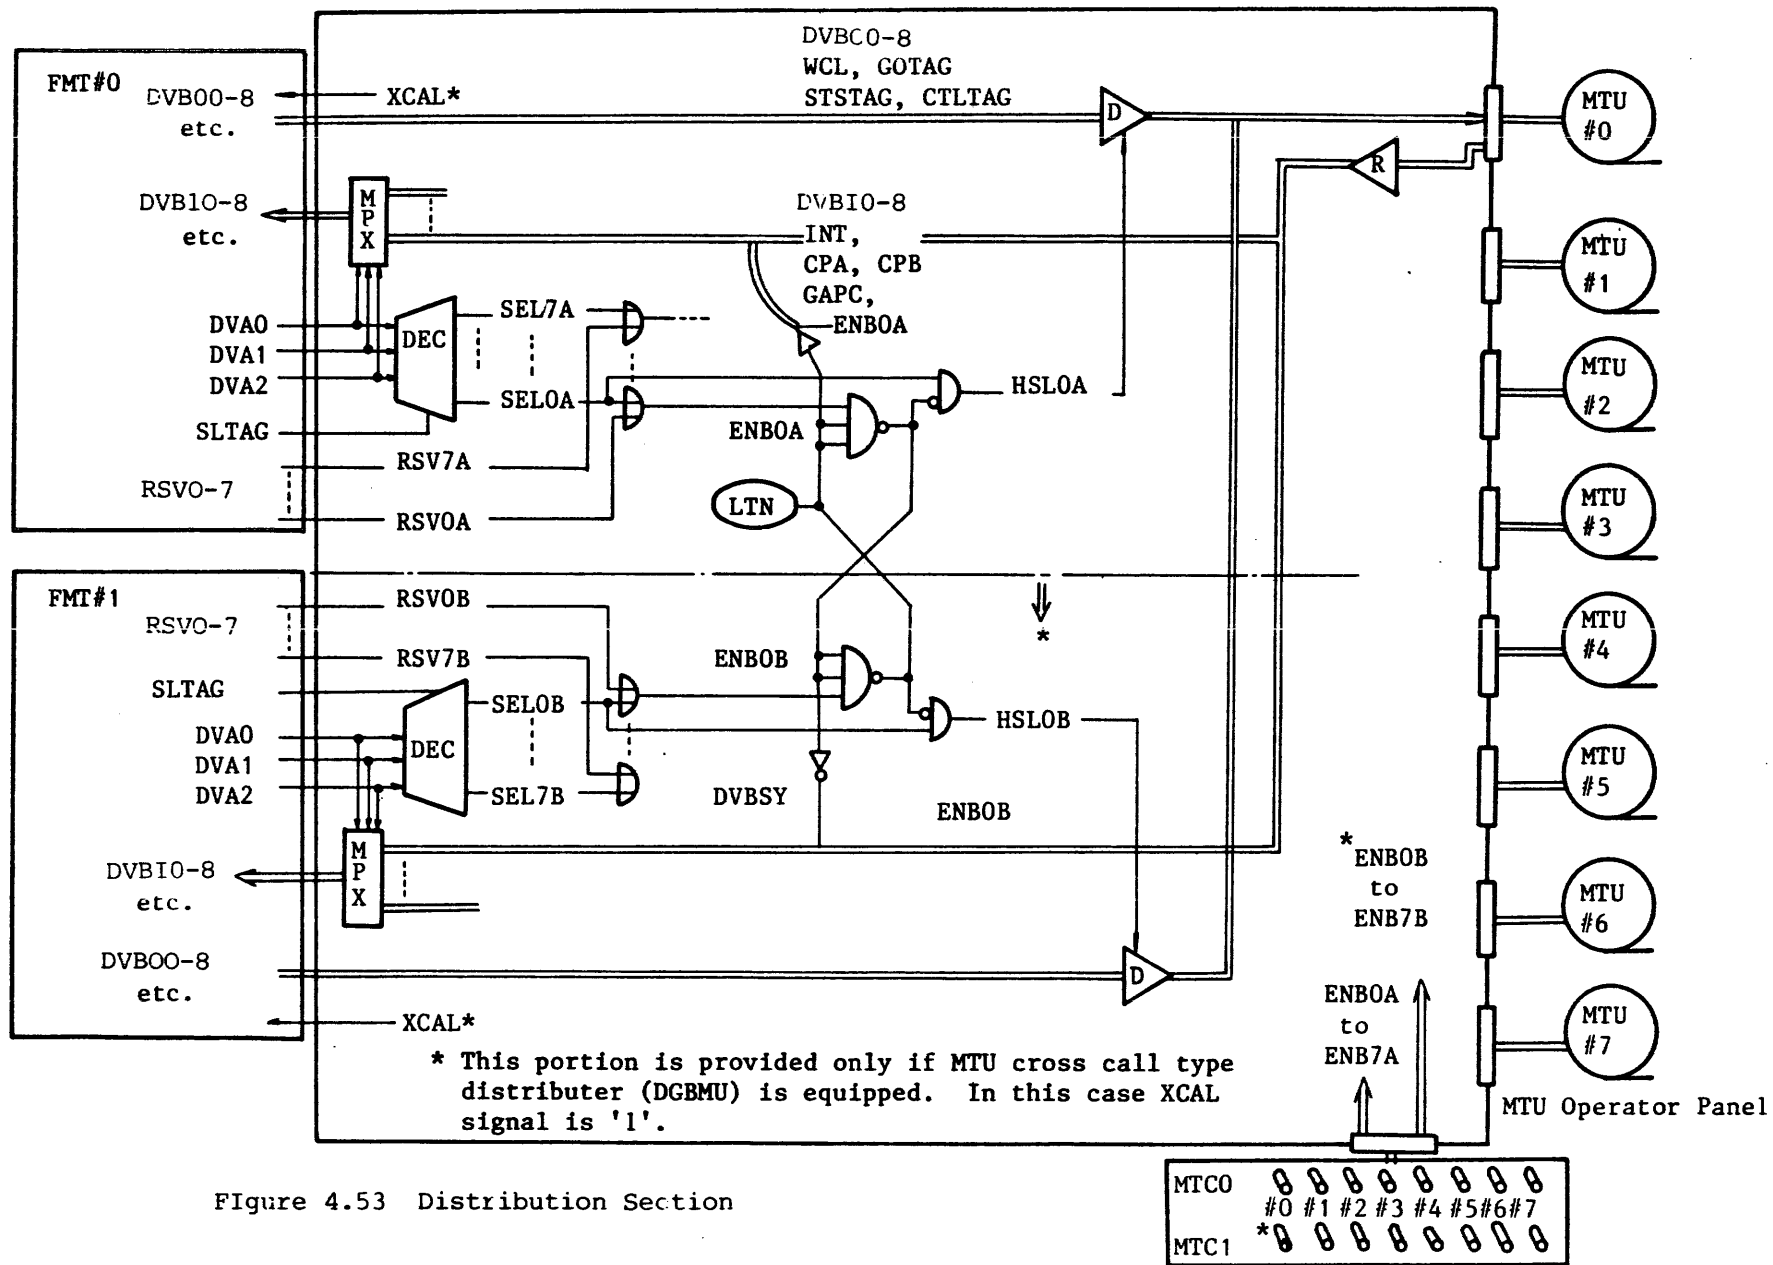 FMT#0
DVB00-8
etc.
XCAL*
DVBC0-8
WCL, GOTAG
STSTAG, CTLTAG
D
MTU
#0
R
DVB10-8
etc.
MPX
DVBI0-8
INT,
CPA, CPB
GAPC,
ENB0A
MTU
#1
DVA0
DVA1
DVA2
SLTAG
DEC
SEL7A
SEL0A
HSL0A
ENB0A
MTU
#2
RSV0-7
RSV7A
RSV0A
LTN
MTU
#3
*
FMT#1
RSV0-7
RSV0B
RSV7B
ENB0B
MTU
#4
SLTAG
DVA0
DVA1
DVA2
DEC
SEL0B
SEL7B
HSL0B
DVBSY
ENB0B
MTU
#5
MPX
DVBI0-8
etc.
*
ENB0B
to
ENB7B
MTU
#6
DVB00-8
etc.
D
ENB0A
to
ENB7A
MTU
#7
XCAL*
* This portion is provided only if MTU cross call type
distributer (DGBMU) is equipped. In this case XCAL
signal is '1'.
MTU Operator Panel
MTC0
#0 #1 #2 #3 #4 #5 #6 #7
*
MTC1
FIgure 4.53 Distribution Section